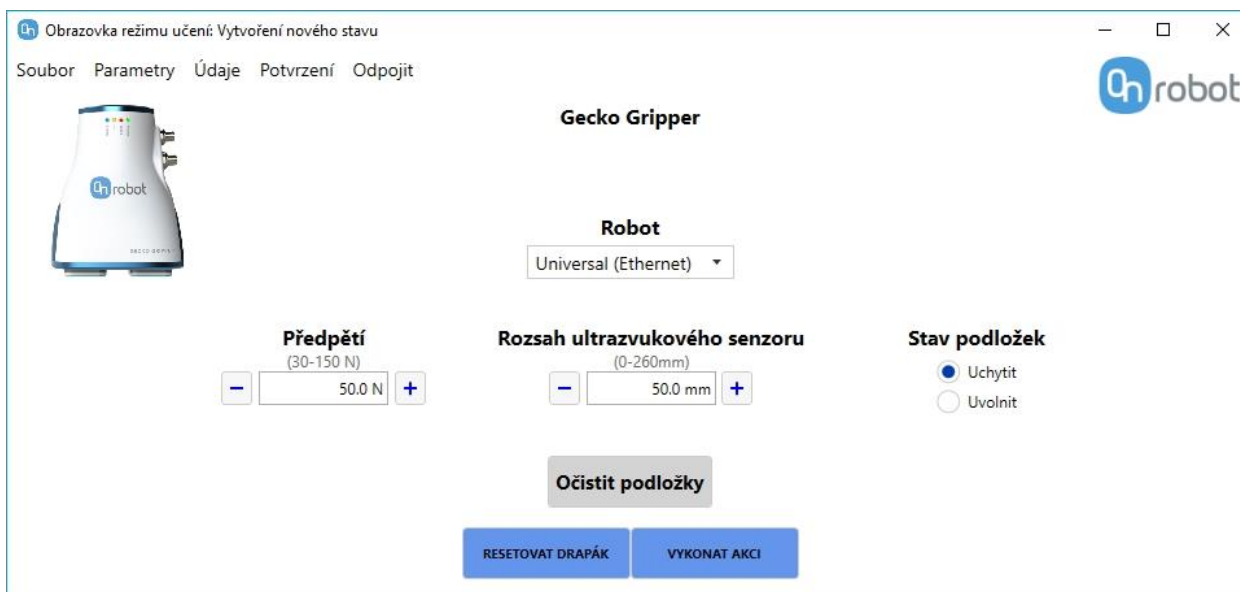 Obrazovka režimu učení: Vytvoření nového stavu
Soubor Parametry Údaje Potvrzení Odpojit
On robot
Gecko Gripper
On robot
Robot
Universal (Ethernet)
Předpětí
(30-150 N)
50.0 N
Rozsah ultrazvukového senzoru
(0-260mm)
50.0 mm
Stav podložek
Uchytit
Uvolnit
Očistit podložky
RESETOVAT DRAPÁK
VYKONAT AKCI